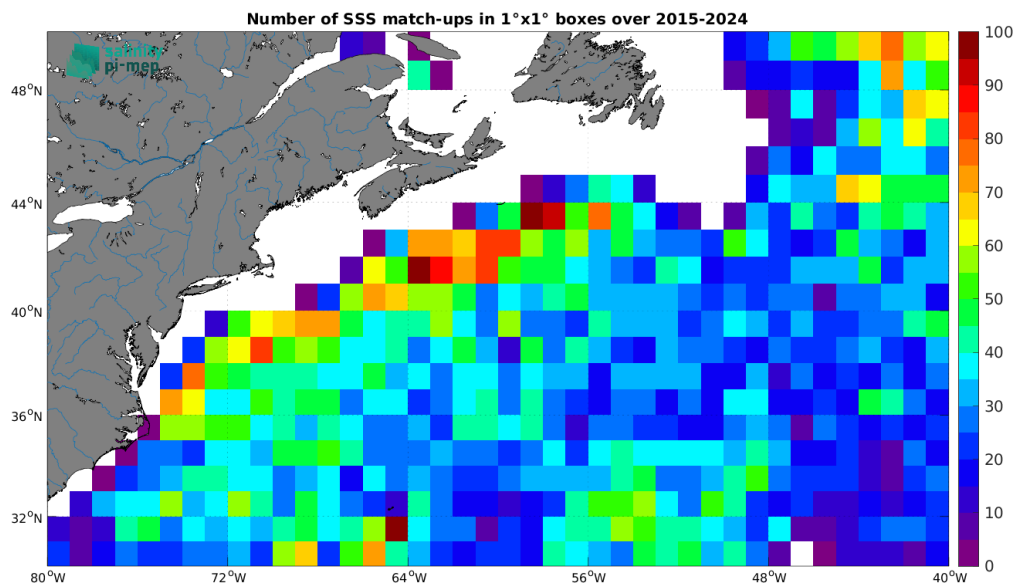 Number of SSS match-ups in 1°x1° boxes over 2015-2024
salinity
pi-mep
48°N
44°N
40°N
36°N
32°N
80°W
72°W
64°W
56°W
48°W
40°W
100
90
80
70
60
50
40
30
20
10
0